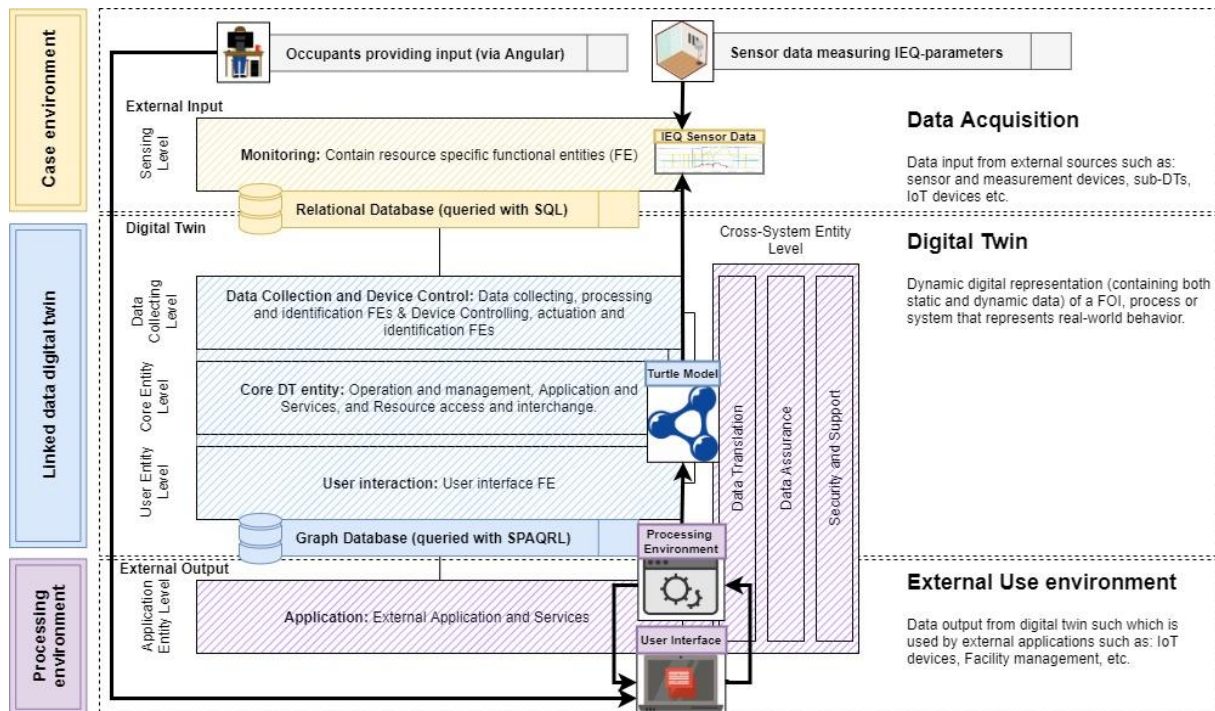 Case environment
Occupants providing input (via Angular)
Sensor data measuring IEQ-parameters
External Input
Sensing
Level
Monitoring: Contain resource specific functional entities (FE)
IEQ Sensor Data
Relational Database (queried with SQL)
Data Acquisition
Data input from external sources such as:
sensor and measurement devices, sub-DTs,
IoT devices etc.
Linked data digital twin
Digital Twin
Data
Collecting
Level
Data Collection and Device Control: Data collecting, processing
and identification FEs & Device Controlling, actuation and
identification FEs
Core Entity
Level
Core DT entity: Operation and management, Application and
Services, and Resource access and interchange.
User Entity
Level
User interaction: User interface FE
Graph Database (queried with SPAQRL)
Turtle Model
Cross-System Entity
Level
Data Translation
Data Assurance
Security and Support
Digital Twin
Dynamic digital representation (containing both
static and dynamic data) of a FOI, process or
system that represents real-world behavior.
Processing
environment
External Output
Application
Entity Level
Application: External Application and Services
Processing
Environment
User Interface
External Use environment
Data output from digital twin such which is
used by external applications such as: IoT
devices, Facility management, etc.